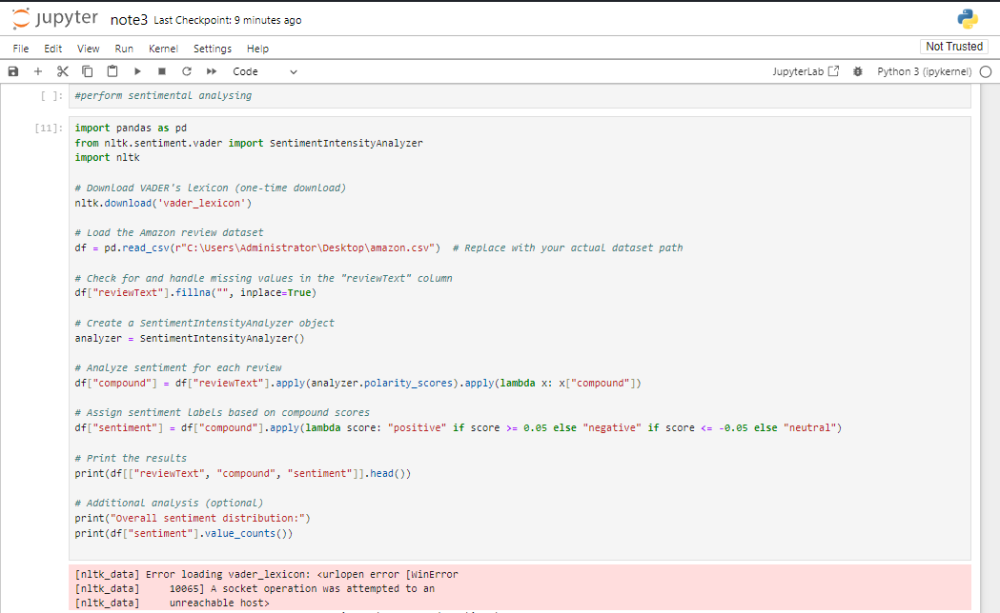 jupyter note3 Last Checkpoint: 9 minutes ago
File Edit View Run Kernel Settings Help Not Trusted
Code JupyterLab Python 3 (ipykernel)
[ ]: #perform sentimental analysing
[11]: import pandas as pd
from nltk.sentiment.vader import SentimentIntensityAnalyzer
import nltk
# Download VADER's lexicon (one-time download)
nltk.download('vader_lexicon')
# Load the Amazon review dataset
df = pd.read_csv(r"C:\Users\Administrator\Desktop\amazon.csv")  # Replace with your actual dataset path
# Check for and handle missing values in the "reviewText" column
df["reviewText"].fillna("", inplace=True)
# Create a SentimentIntensityAnalyzer object
analyzer = SentimentIntensityAnalyzer()
# Analyze sentiment for each review
df["compound"] = df["reviewText"].apply(analyzer.polarity_scores).apply(lambda x: x["compound"])
# Assign sentiment labels based on compound scores
df["sentiment"] = df["compound"].apply(lambda score: "positive" if score >= 0.05 else "negative" if score <= -0.05 else "neutral")
# Print the results
print(df[["reviewText", "compound", "sentiment"]].head())
# Additional analysis (optional)
print("Overall sentiment distribution:")
print(df["sentiment"].value_counts())
[nltk_data] Error loading vader_lexicon: <urlopen error [WinError
[nltk_data]     10065] A socket operation was attempted to an
[nltk_data]     unreachable host>